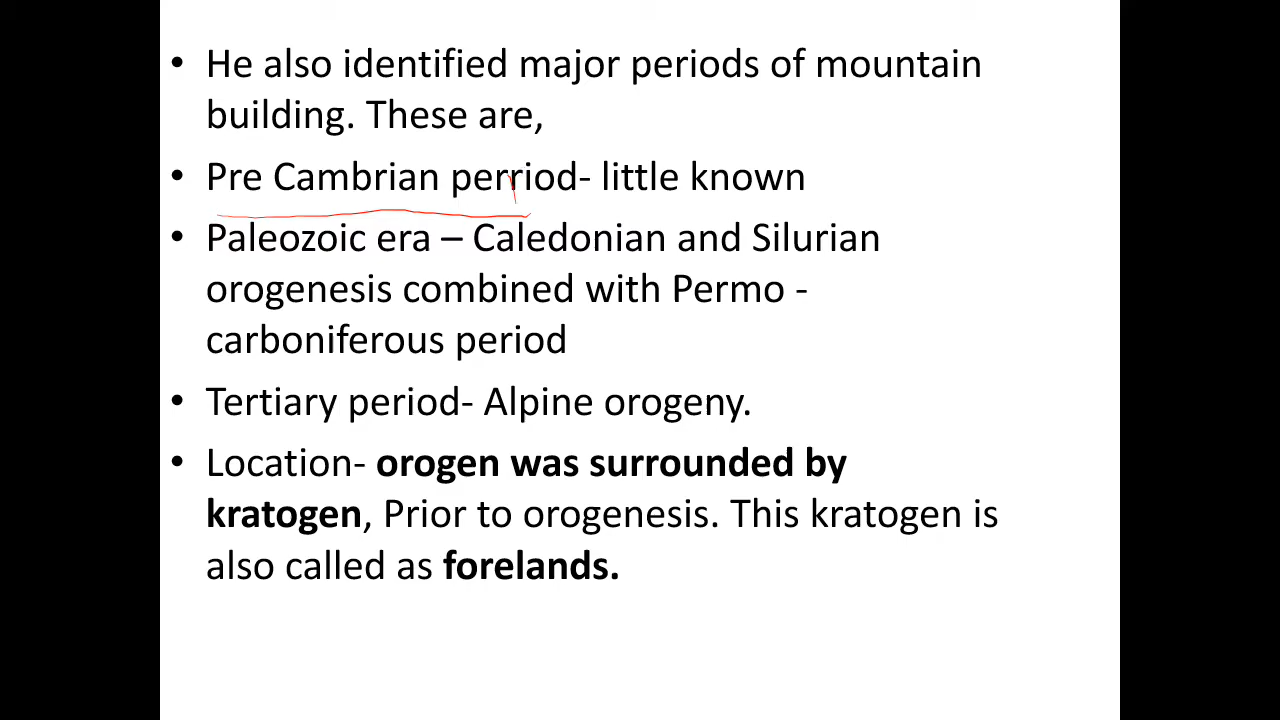 • He also identified major periods of mountain
building. These are,
• Pre Cambrian perriod- little known
• Paleozoic era – Caledonian and Silurian
orogenesis combined with Permo -
carboniferous period
• Tertiary period- Alpine orogeny.
• Location- orogen was surrounded by
kratogen, Prior to orogenesis. This kratogen is
also called as forelands.